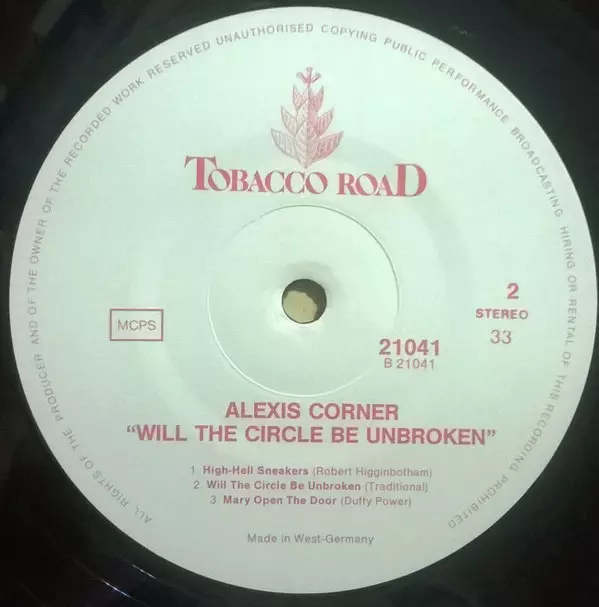 ALL RIGHTS OF THE PRODUCER AND OF THE OWNER OF THE RECORDED WORK RESERVED UNAUTHORISED COPYING PUBLIC PERFORMANCE BROADCASTING HIRING OR RENTAL OF THIS RECORDING PROHIBITED
TOBACCO ROAD
MCPS
2
STEREO
33
21041
B 21041
ALEXIS CORNER
"WILL THE CIRCLE BE UNBROKEN"
1. High-Hell Sneakers (Robert Higginbotham)
2. Will The Circle Be Unbroken (Traditional)
3. Mary Open The Door (Duffy Power)
Made in West-Germany